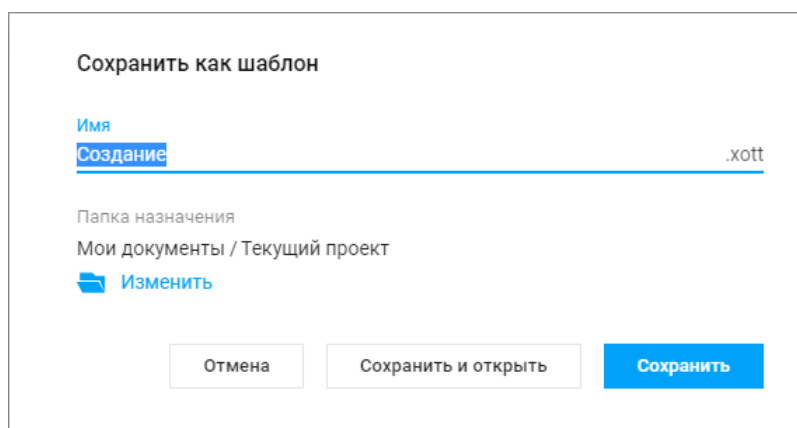 Сохранить как шаблон
Имя
Создание .xott
Папка назначения
Мои документы / Текущий проект
Изменить
Отмена Сохранить и открыть Сохранить